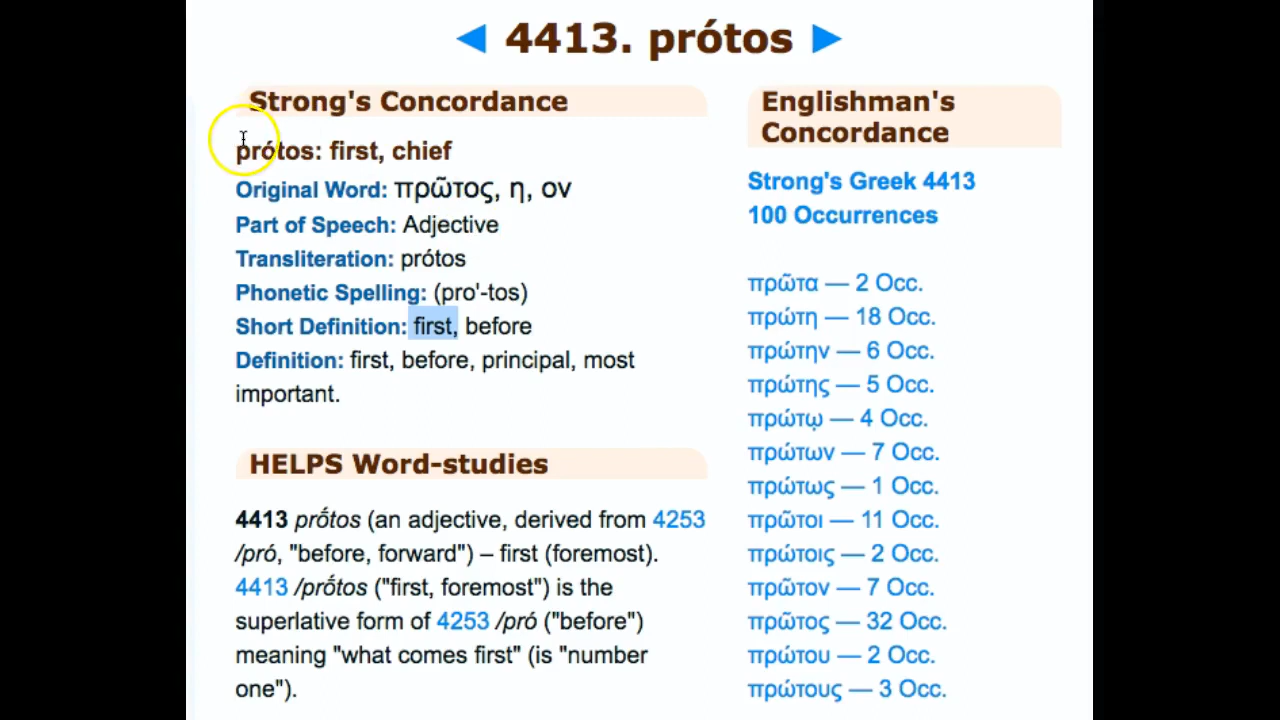 ◀ 4413. prótos ▶
Strong's Concordance
prótos: first, chief
Original Word: πρῶτος, η, ον
Part of Speech: Adjective
Transliteration: prótos
Phonetic Spelling: (pro'-tos)
Short Definition: first, before
Definition: first, before, principal, most
important.
HELPS Word-studies
4413 prṓtos (an adjective, derived from 4253
/pró, "before, forward") – first (foremost).
4413 /prṓtos ("first, foremost") is the
superlative form of 4253 /pró ("before")
meaning "what comes first" (is "number
one").
Englishman's
Concordance
Strong's Greek 4413
100 Occurrences
πρῶτα — 2 Occ.
πρώτη — 18 Occ.
πρώτην — 6 Occ.
πρώτης — 5 Occ.
πρώτῳ — 4 Occ.
πρώτων — 7 Occ.
πρώτως — 1 Occ.
πρῶτοι — 11 Occ.
πρώτοις — 2 Occ.
πρῶτον — 7 Occ.
πρῶτος — 32 Occ.
πρώτου — 2 Occ.
πρώτους — 3 Occ.